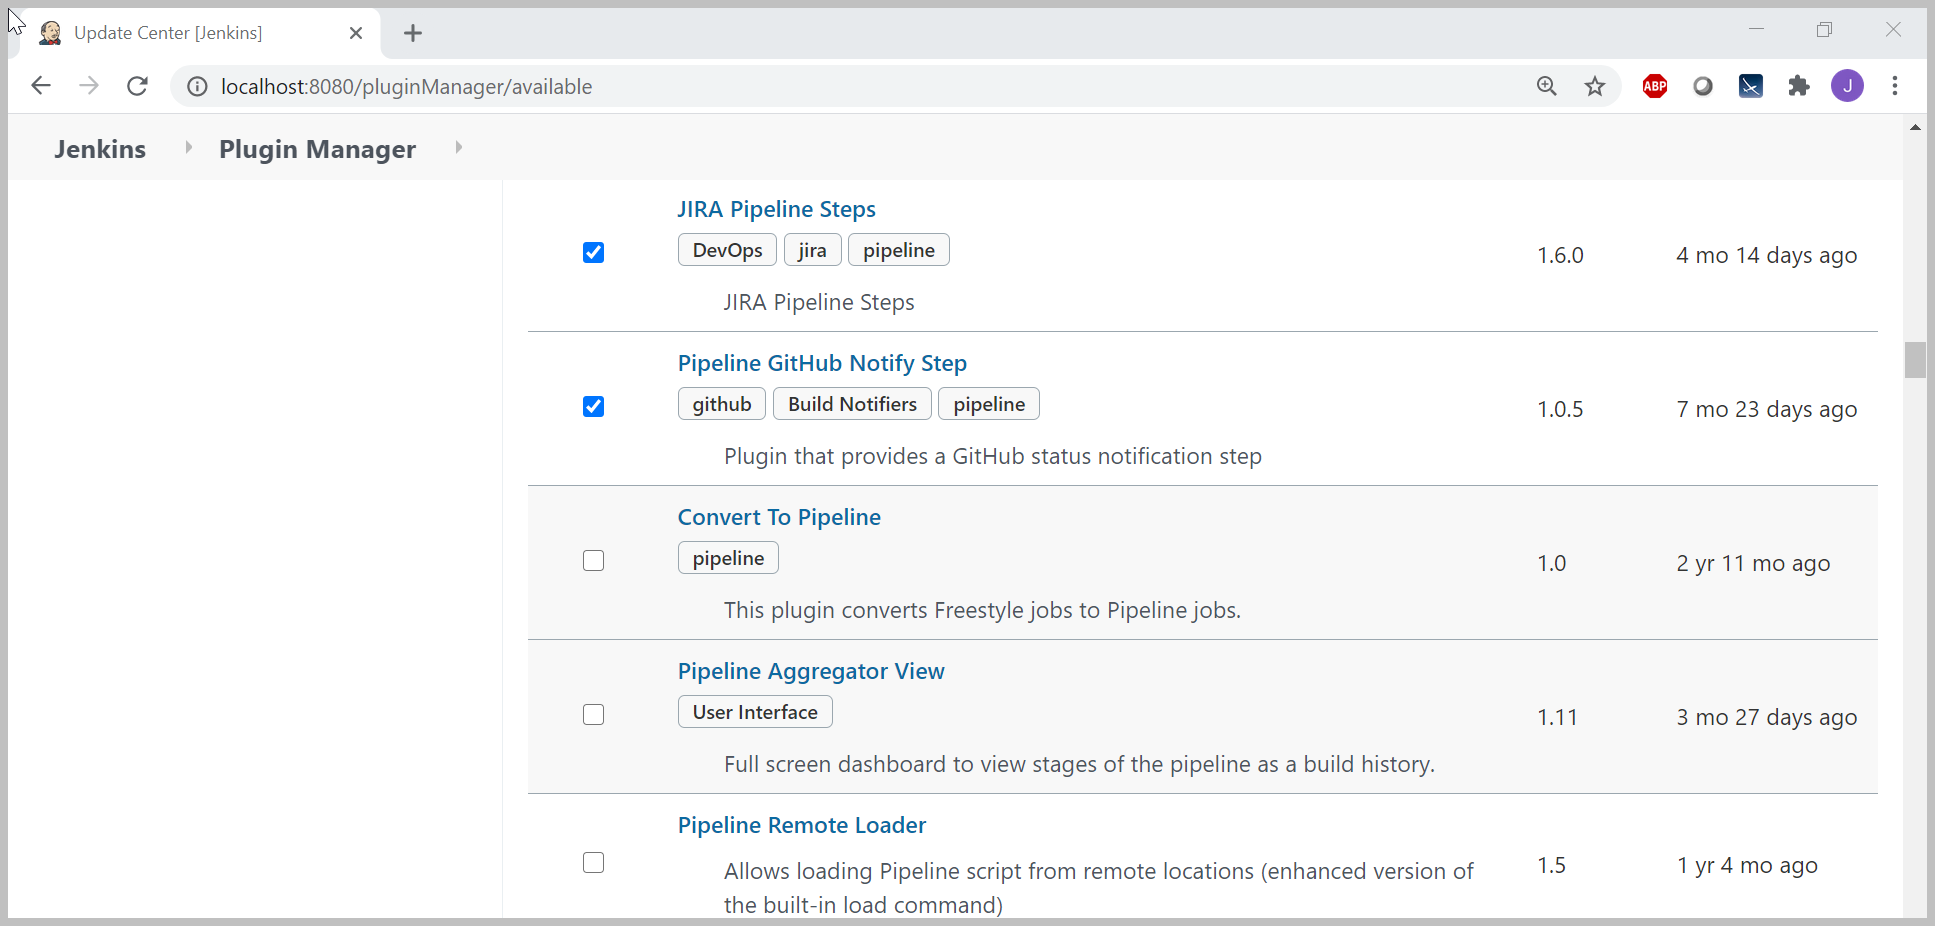 Update Center [Jenkins]
localhost:8080/pluginManager/available
ABP
J
Jenkins Plugin Manager
JIRA Pipeline Steps
DevOps jira pipeline
1.6.0 4 mo 14 days ago
JIRA Pipeline Steps
Pipeline GitHub Notify Step
github Build Notifiers pipeline
1.0.5 7 mo 23 days ago
Plugin that provides a GitHub status notification step
Convert To Pipeline
pipeline
1.0 2 yr 11 mo ago
This plugin converts Freestyle jobs to Pipeline jobs.
Pipeline Aggregator View
User Interface
1.11 3 mo 27 days ago
Full screen dashboard to view stages of the pipeline as a build history.
Pipeline Remote Loader
1.5 1 yr 4 mo ago
Allows loading Pipeline script from remote locations (enhanced version of
the built-in load command)